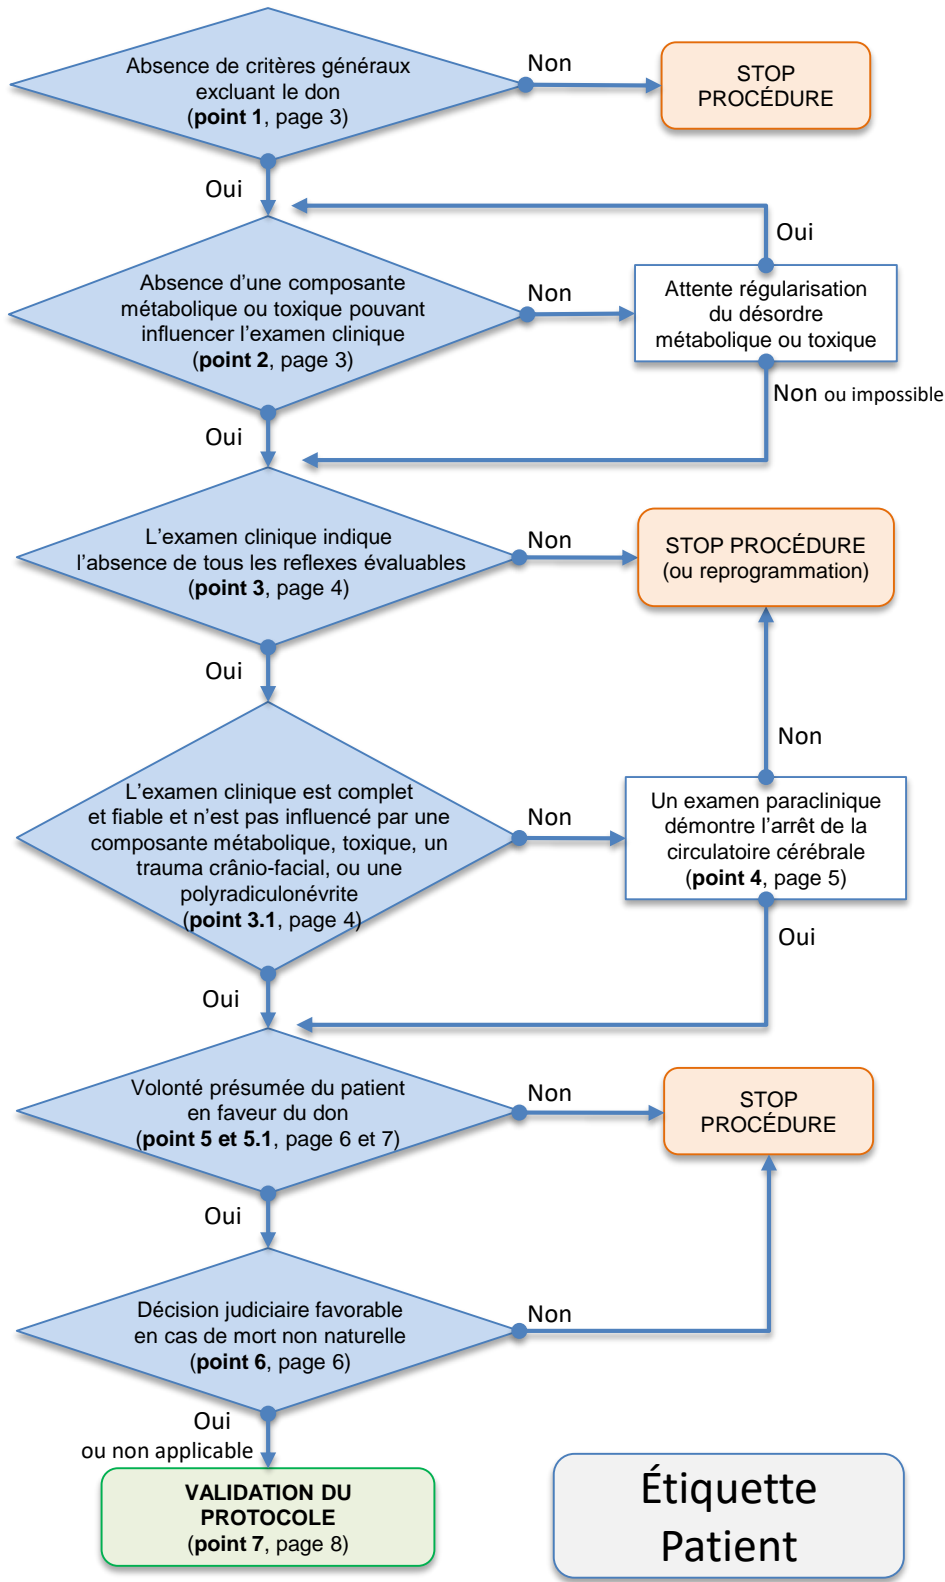 Absence de critères généraux
excluant le don
(point 1, page 3)
Non
STOP
PROCÉDURE
Oui
Absence d'une composante
métabolique ou toxique pouvant
influencer l'examen clinique
(point 2, page 3)
Non
Oui
Attente régularisation
du désordre
métabolique ou toxique
Non ou impossible
Oui
L'examen clinique indique
l'absence de tous les reflexes évaluables
(point 3, page 4)
Non
STOP PROCÉDURE
(ou reprogrammation)
Oui
Non
L'examen clinique est complet
et fiable et n'est pas influencé par une
composante métabolique, toxique, un
trauma crânio-facial, ou une
polyradiculonévrite
(point 3.1, page 4)
Non
Un examen paraclinique
démontre l'arrêt de la
circulatoire cérébrale
(point 4, page 5)
Oui
Oui
Volonté présumée du patient
en faveur du don
(point 5 et 5.1, page 6 et 7)
Non
STOP
PROCÉDURE
Oui
Décision judiciaire favorable
en cas de mort non naturelle
(point 6, page 6)
Non
Oui
ou non applicable
VALIDATION DU
PROTOCOLE
(point 7, page 8)
Étiquette
Patient